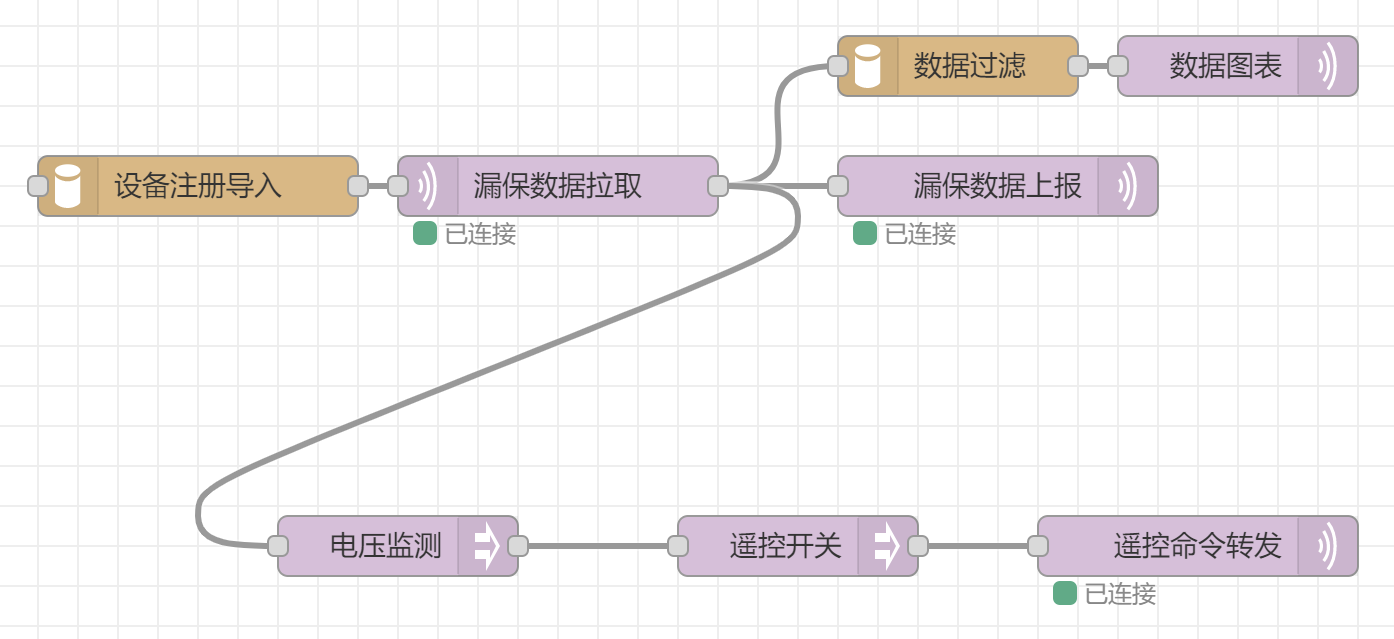 数据过滤
数据图表
设备注册导入
漏保数据拉取
漏保数据上报
已连接
已连接
电压监测
遥控开关
遥控命令转发
已连接